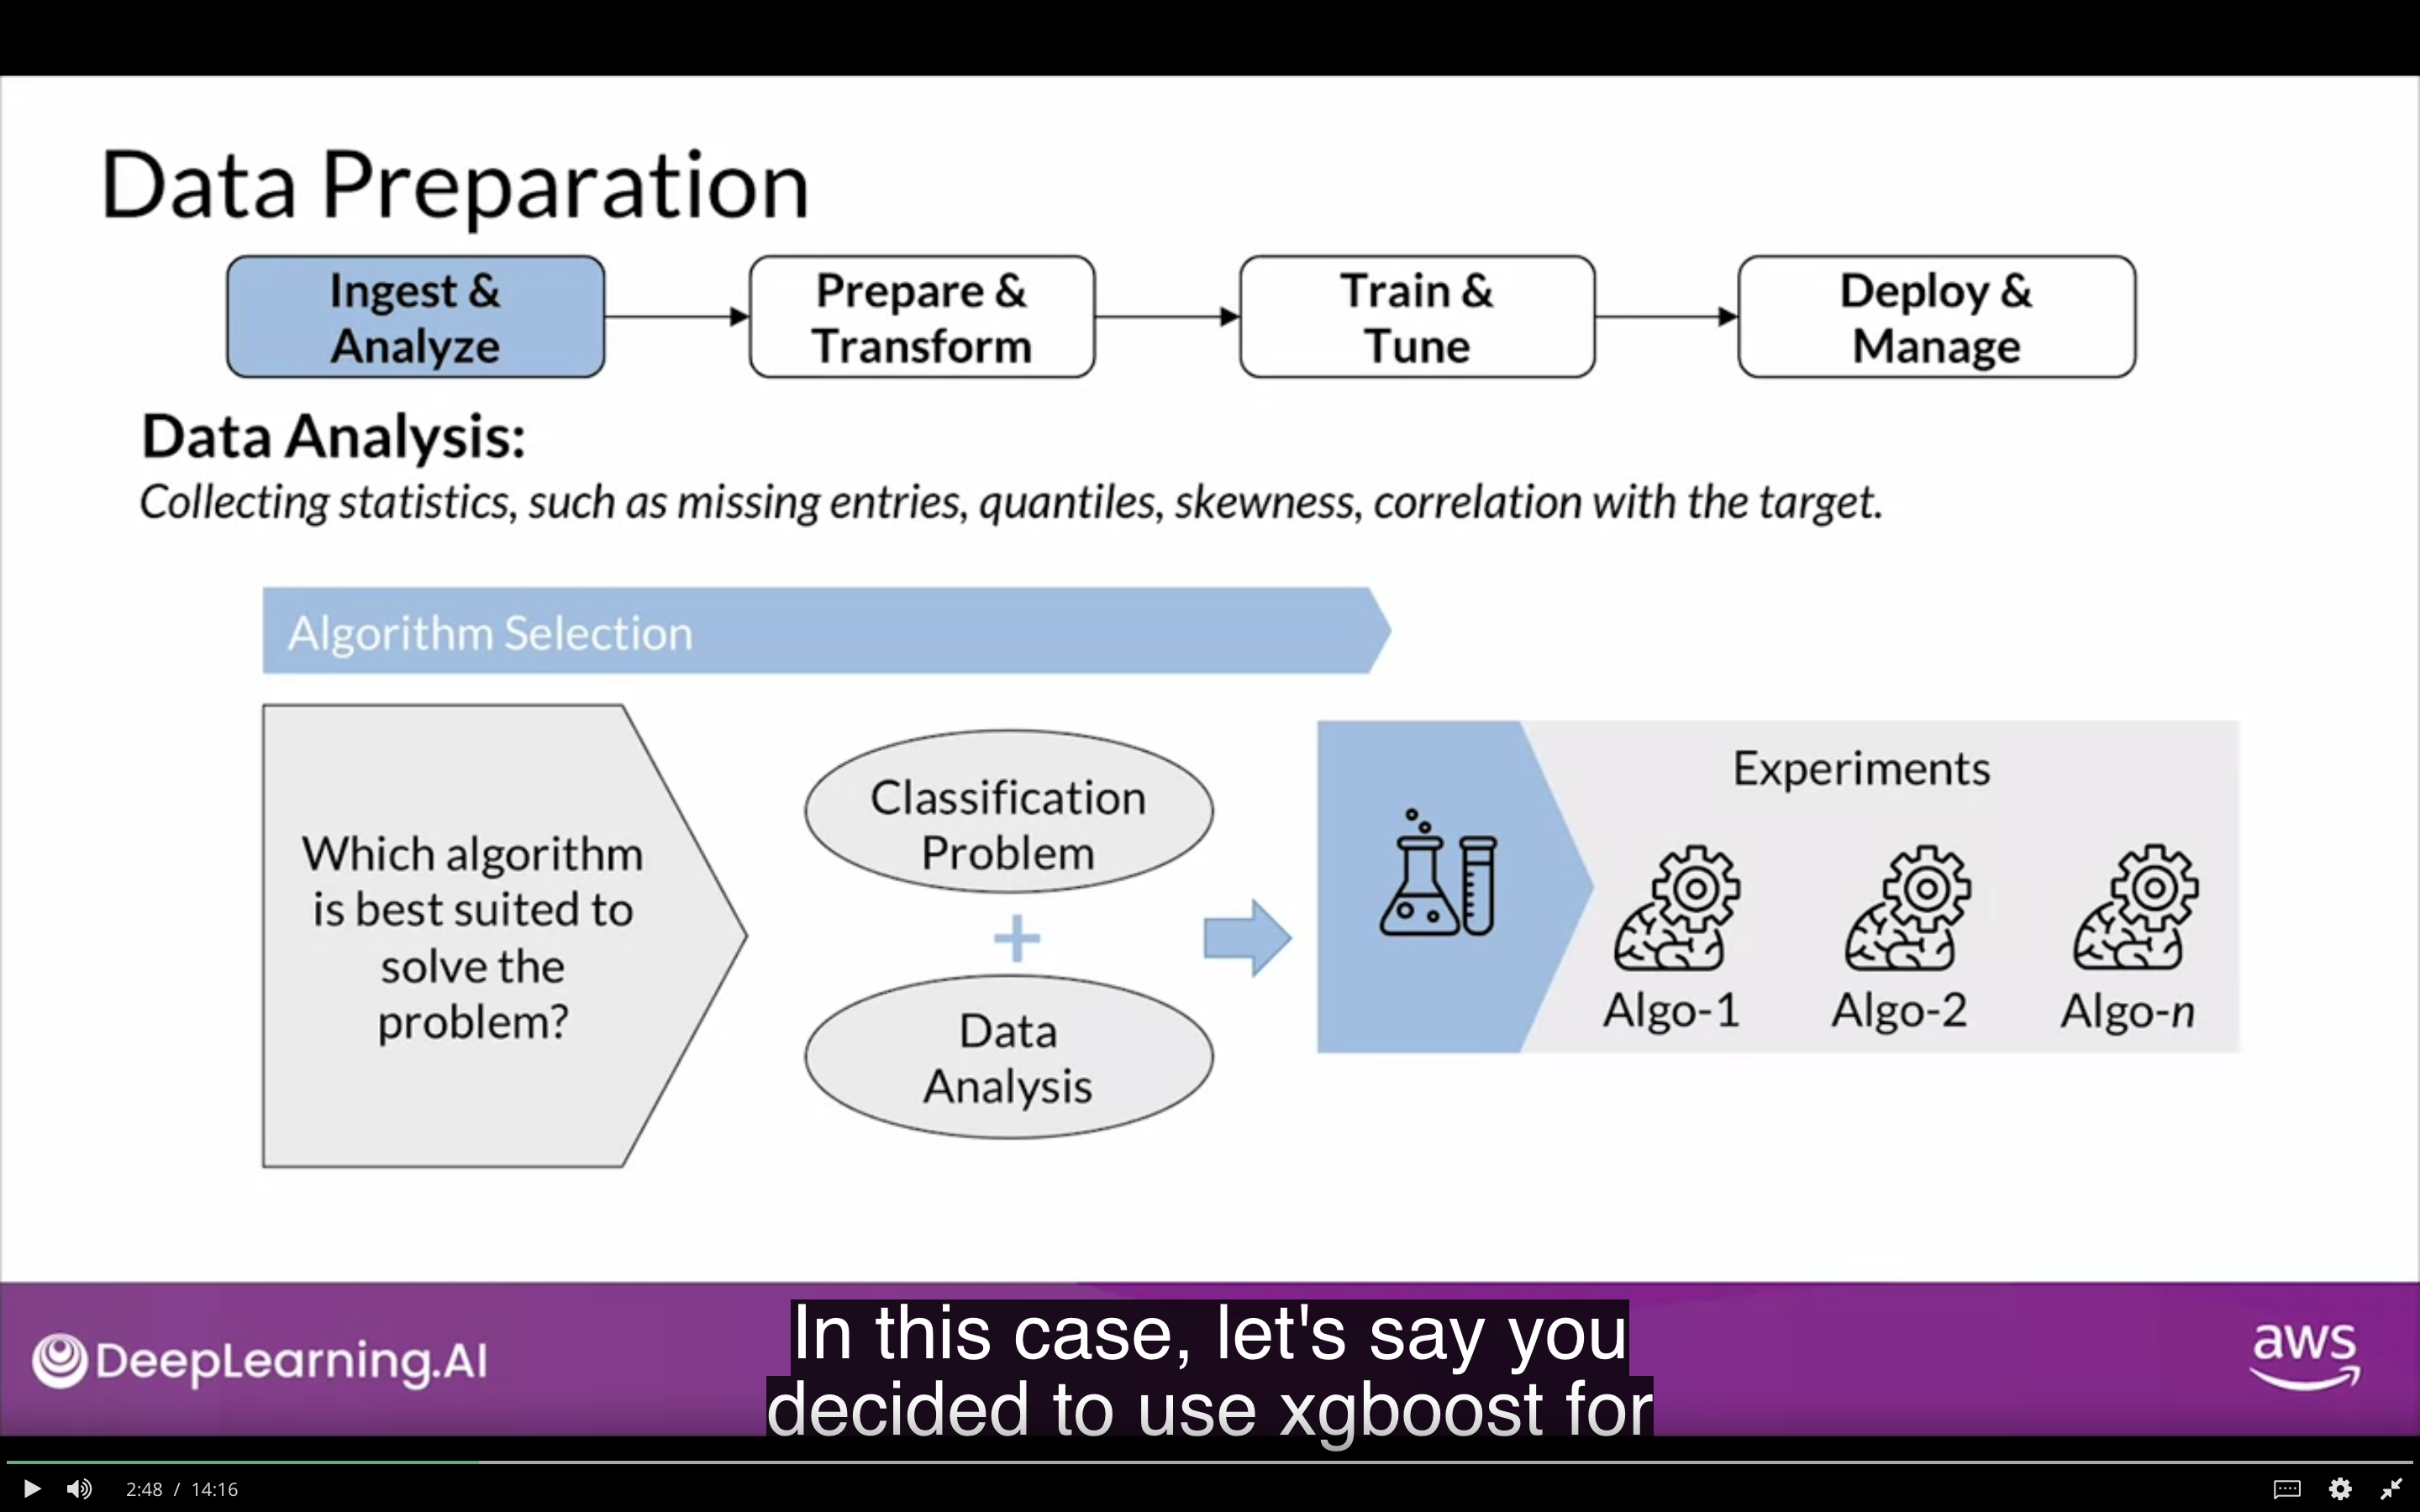 Data Preparation
Ingest &
Analyze
Prepare &
Transform
Train &
Tune
Deploy &
Manage
Data Analysis:
Collecting statistics, such as missing entries, quantiles, skewness, correlation with the target.
Algorithm Selection
Which algorithm
is best suited to
solve the
problem?
Classification
Problem
+
Data
Analysis
Experiments
Algo-1
Algo-2
Algo-n
DeepLearning.AI
In this case, let's say you
decided to use xgboost for
aws
2:48 / 14:16